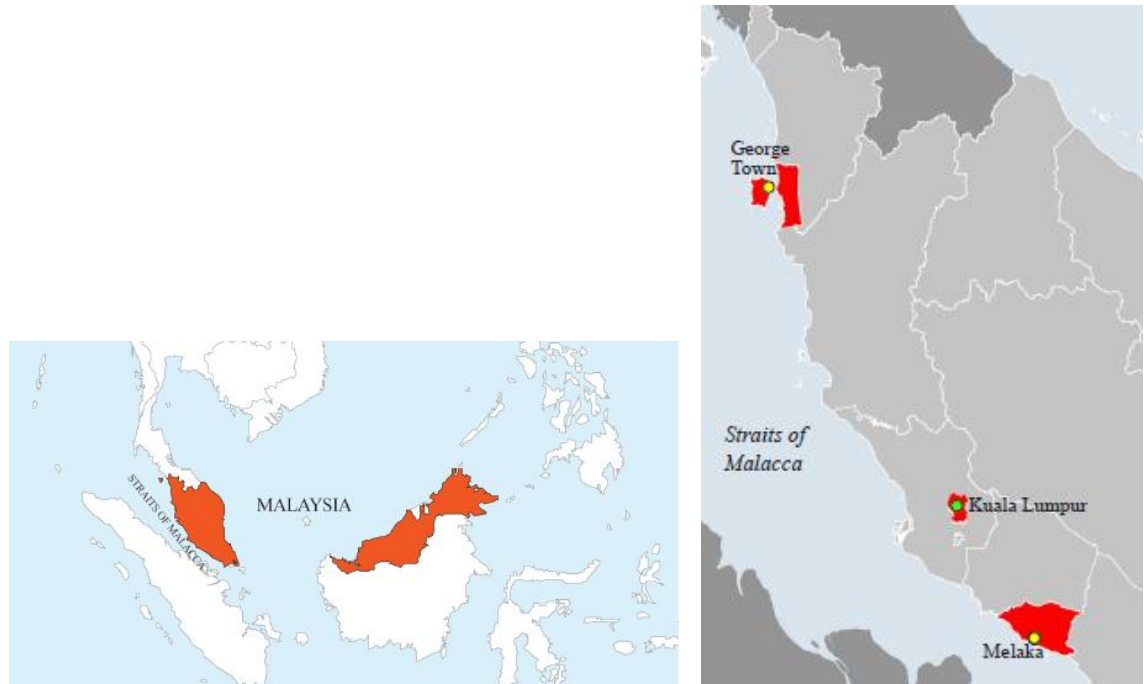 MALAYSIA
STRAITS OF MALACCA
George
Town
Straits of
Malacca
Kuala Lumpur
Melaka